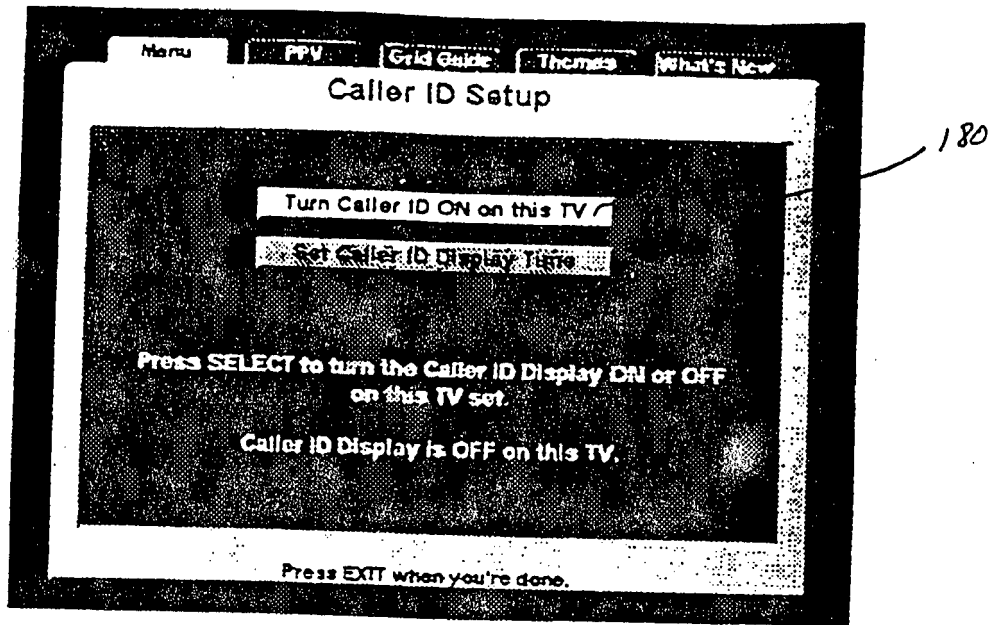 Menu PPV Grid Guide Themes What's New
Caller ID Setup
180
Turn Caller ID ON on this TV
Set Caller ID Display Time
Press SELECT to turn the Caller ID Display ON or OFF
on this TV set.
Caller ID Display is OFF on this TV.
Press EXIT when you're done.